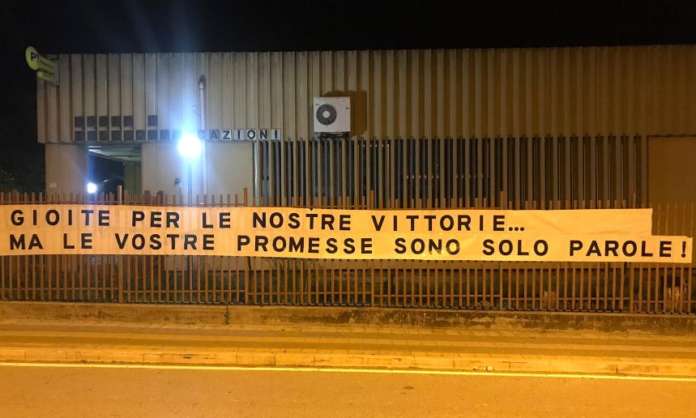 P
AZIONI
GIOITE PER LE NOSTRE VITTORIE...
MA LE VOSTRE PROMESSE SONO SOLO PAROLE!